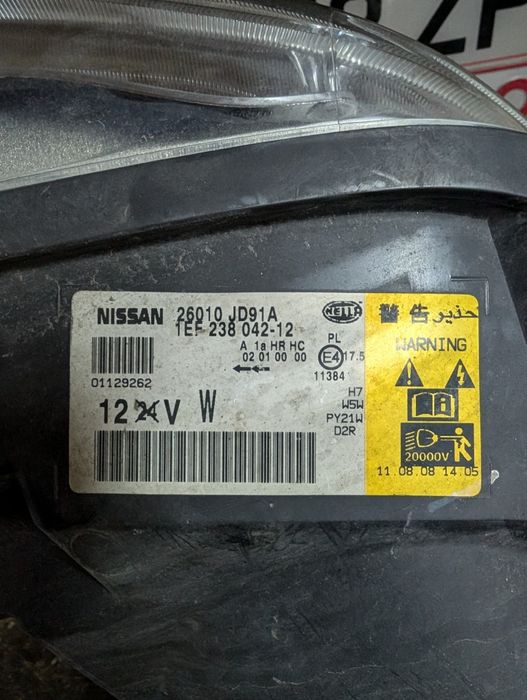 NISSAN 26010 JD91A
1EF 238 042-12
HELLA
A 1a HR HC
02 01 00 00
PL
E4 17.5
11384
01129262
12 24 V W
H7
W5W
PY21W
D2R
警告 تحذير
WARNING
20000V
11.08.08 14.05